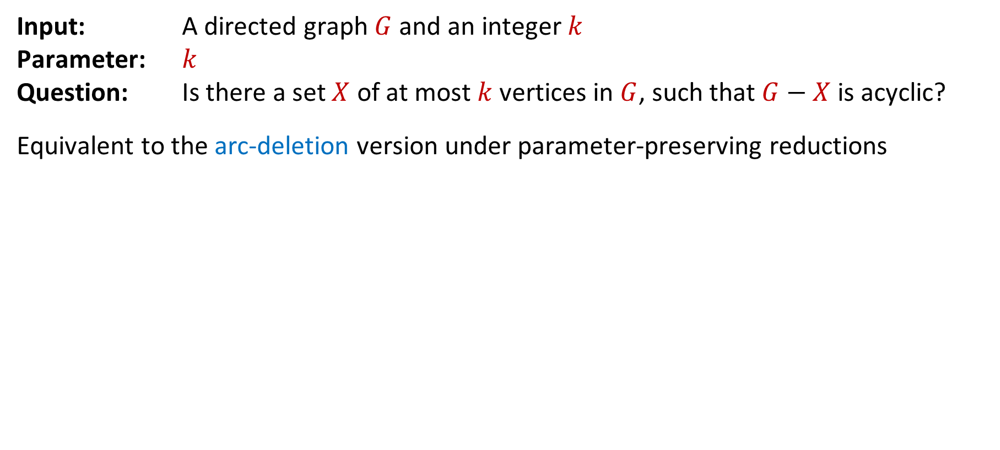 Input: A directed graph G and an integer k
Parameter: k
Question: Is there a set X of at most k vertices in G, such that G − X is acyclic?
Equivalent to the arc-deletion version under parameter-preserving reductions